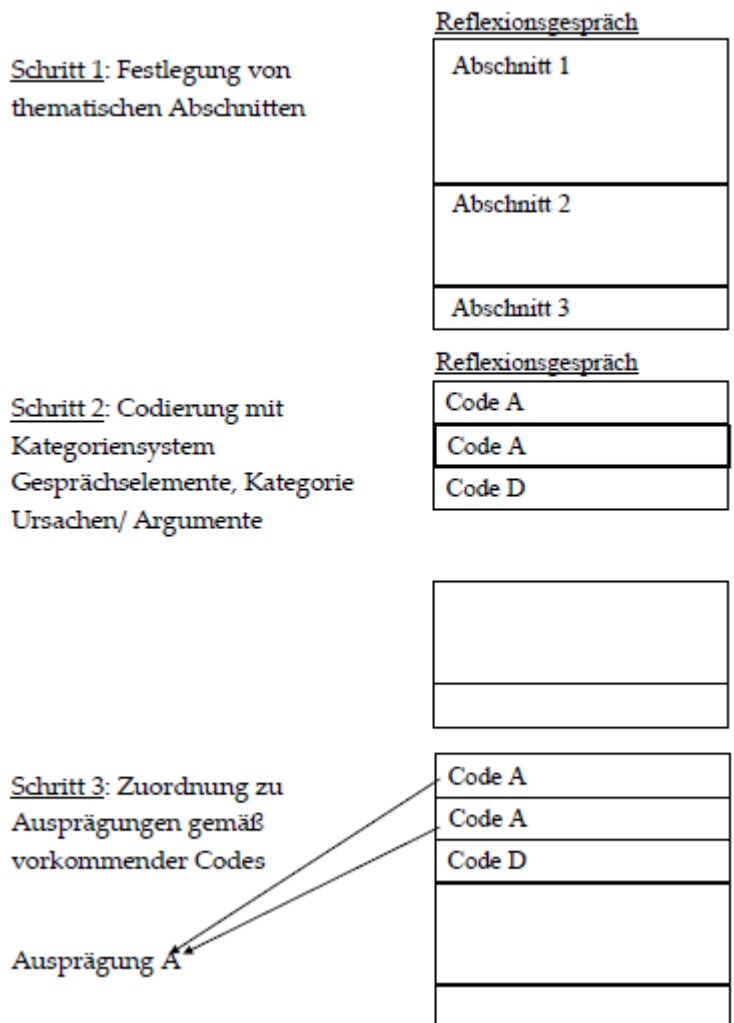 Reflexionsgespräch
Schritt 1: Festlegung von
thematischen Abschnitten
Abschnitt 1
Abschnitt 2
Abschnitt 3
Reflexionsgespräch
Schritt 2: Codierung mit
Kategoriensystem
Gesprächselemente, Kategorie
Ursachen/ Argumente
Code A
Code A
Code D
Schritt 3: Zuordnung zu
Ausprägungen gemäß
vorkommender Codes
Code A
Code A
Code D
Ausprägung A